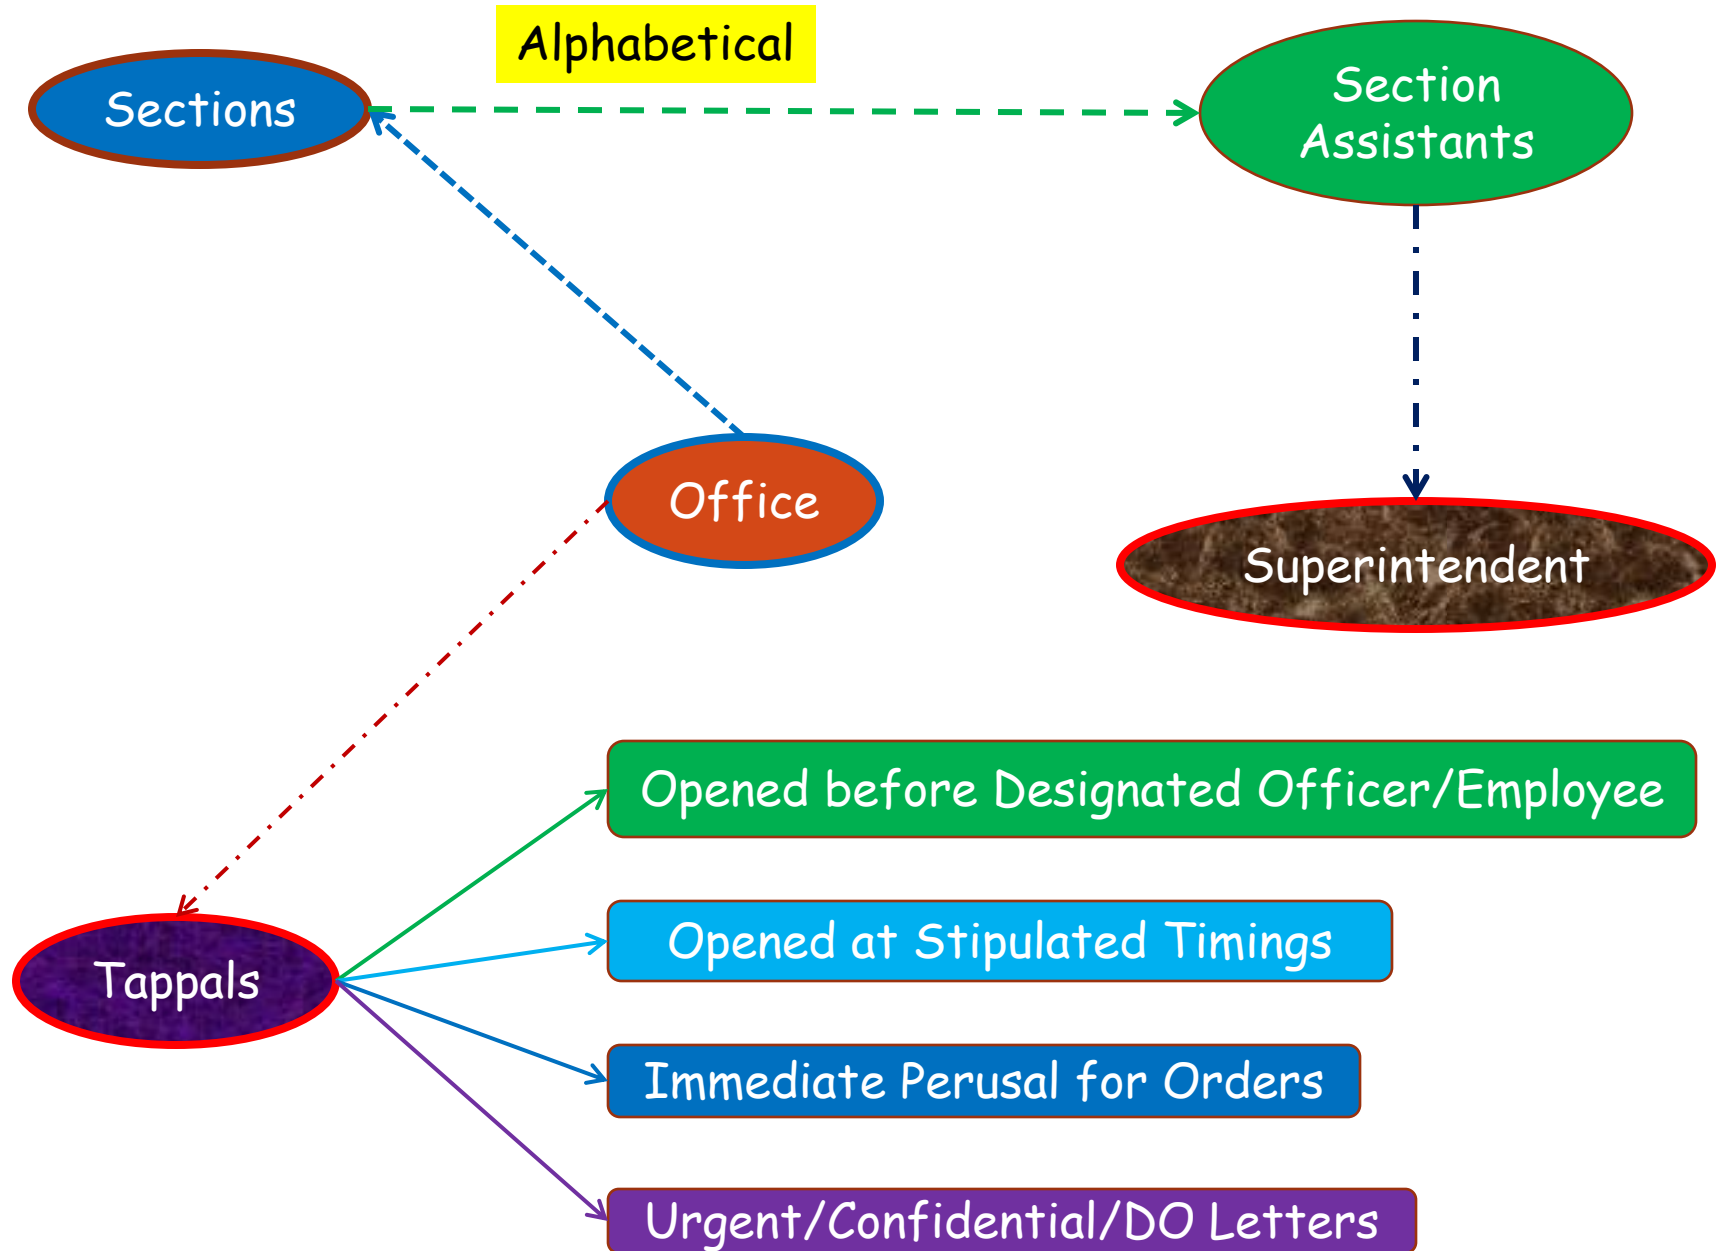 Alphabetical
Sections
Section
Assistants
Office
Superintendent
Opened before Designated Officer/Employee
Opened at Stipulated Timings
Tappals
Immediate Perusal for Orders
Urgent/Confidential/DO Letters